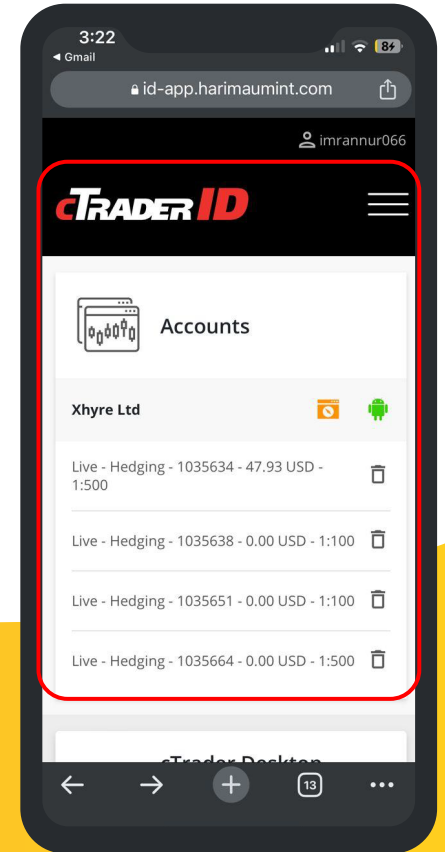 3:22
84
◀ Gmail
id-app.harimaumint.com
imrannur066
cTRADER ID
Accounts
Xhyre Ltd
Live - Hedging - 1035634 - 47.93 USD -
1:500
Live - Hedging - 1035638 - 0.00 USD - 1:100
Live - Hedging - 1035651 - 0.00 USD - 1:100
Live - Hedging - 1035664 - 0.00 USD - 1:500
cTrader Desktop
13